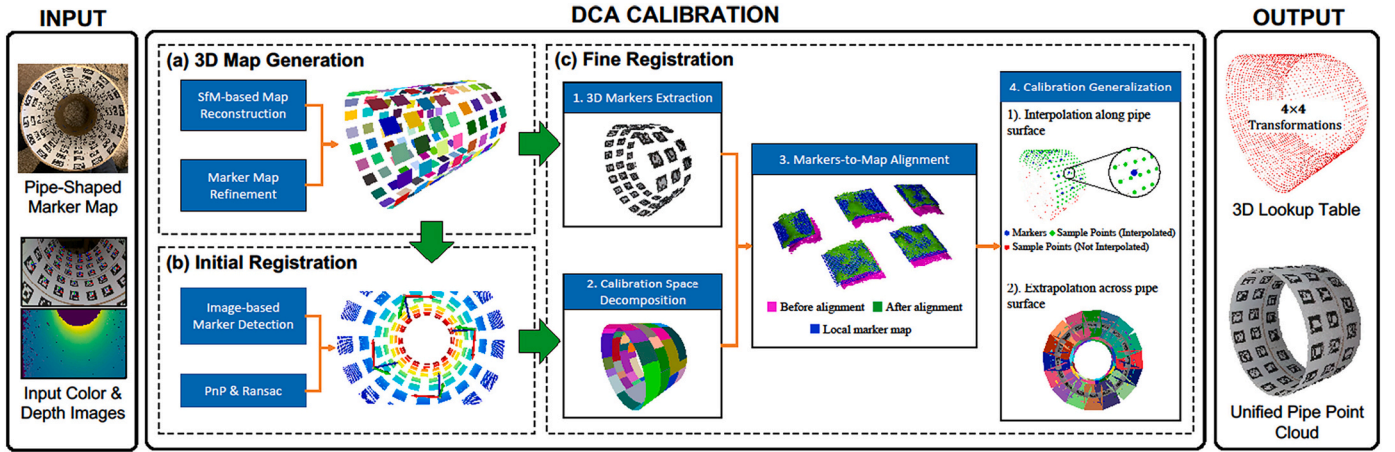 INPUT
Pipe-Shaped
Marker Map
Input Color &
Depth Images
DCA CALIBRATION
(a) 3D Map Generation
SfM-based Map
Reconstruction
Marker Map
Refinement
(b) Initial Registration
Image-based
Marker Detection
PnP & Ransac
(c) Fine Registration
1. 3D Markers Extraction
2. Calibration Space
Decomposition
3. Markers-to-Map Alignment
Before alignment
After alignment
Local marker map
4. Calibration Generalization
1). Interpolation along pipe
surface
Markers
Sample Points (Interpolated)
Sample Points (Not Interpolated)
2). Extrapolation across pipe
surface
OUTPUT
4×4
Transformations
3D Lookup Table
Unified Pipe Point
Cloud